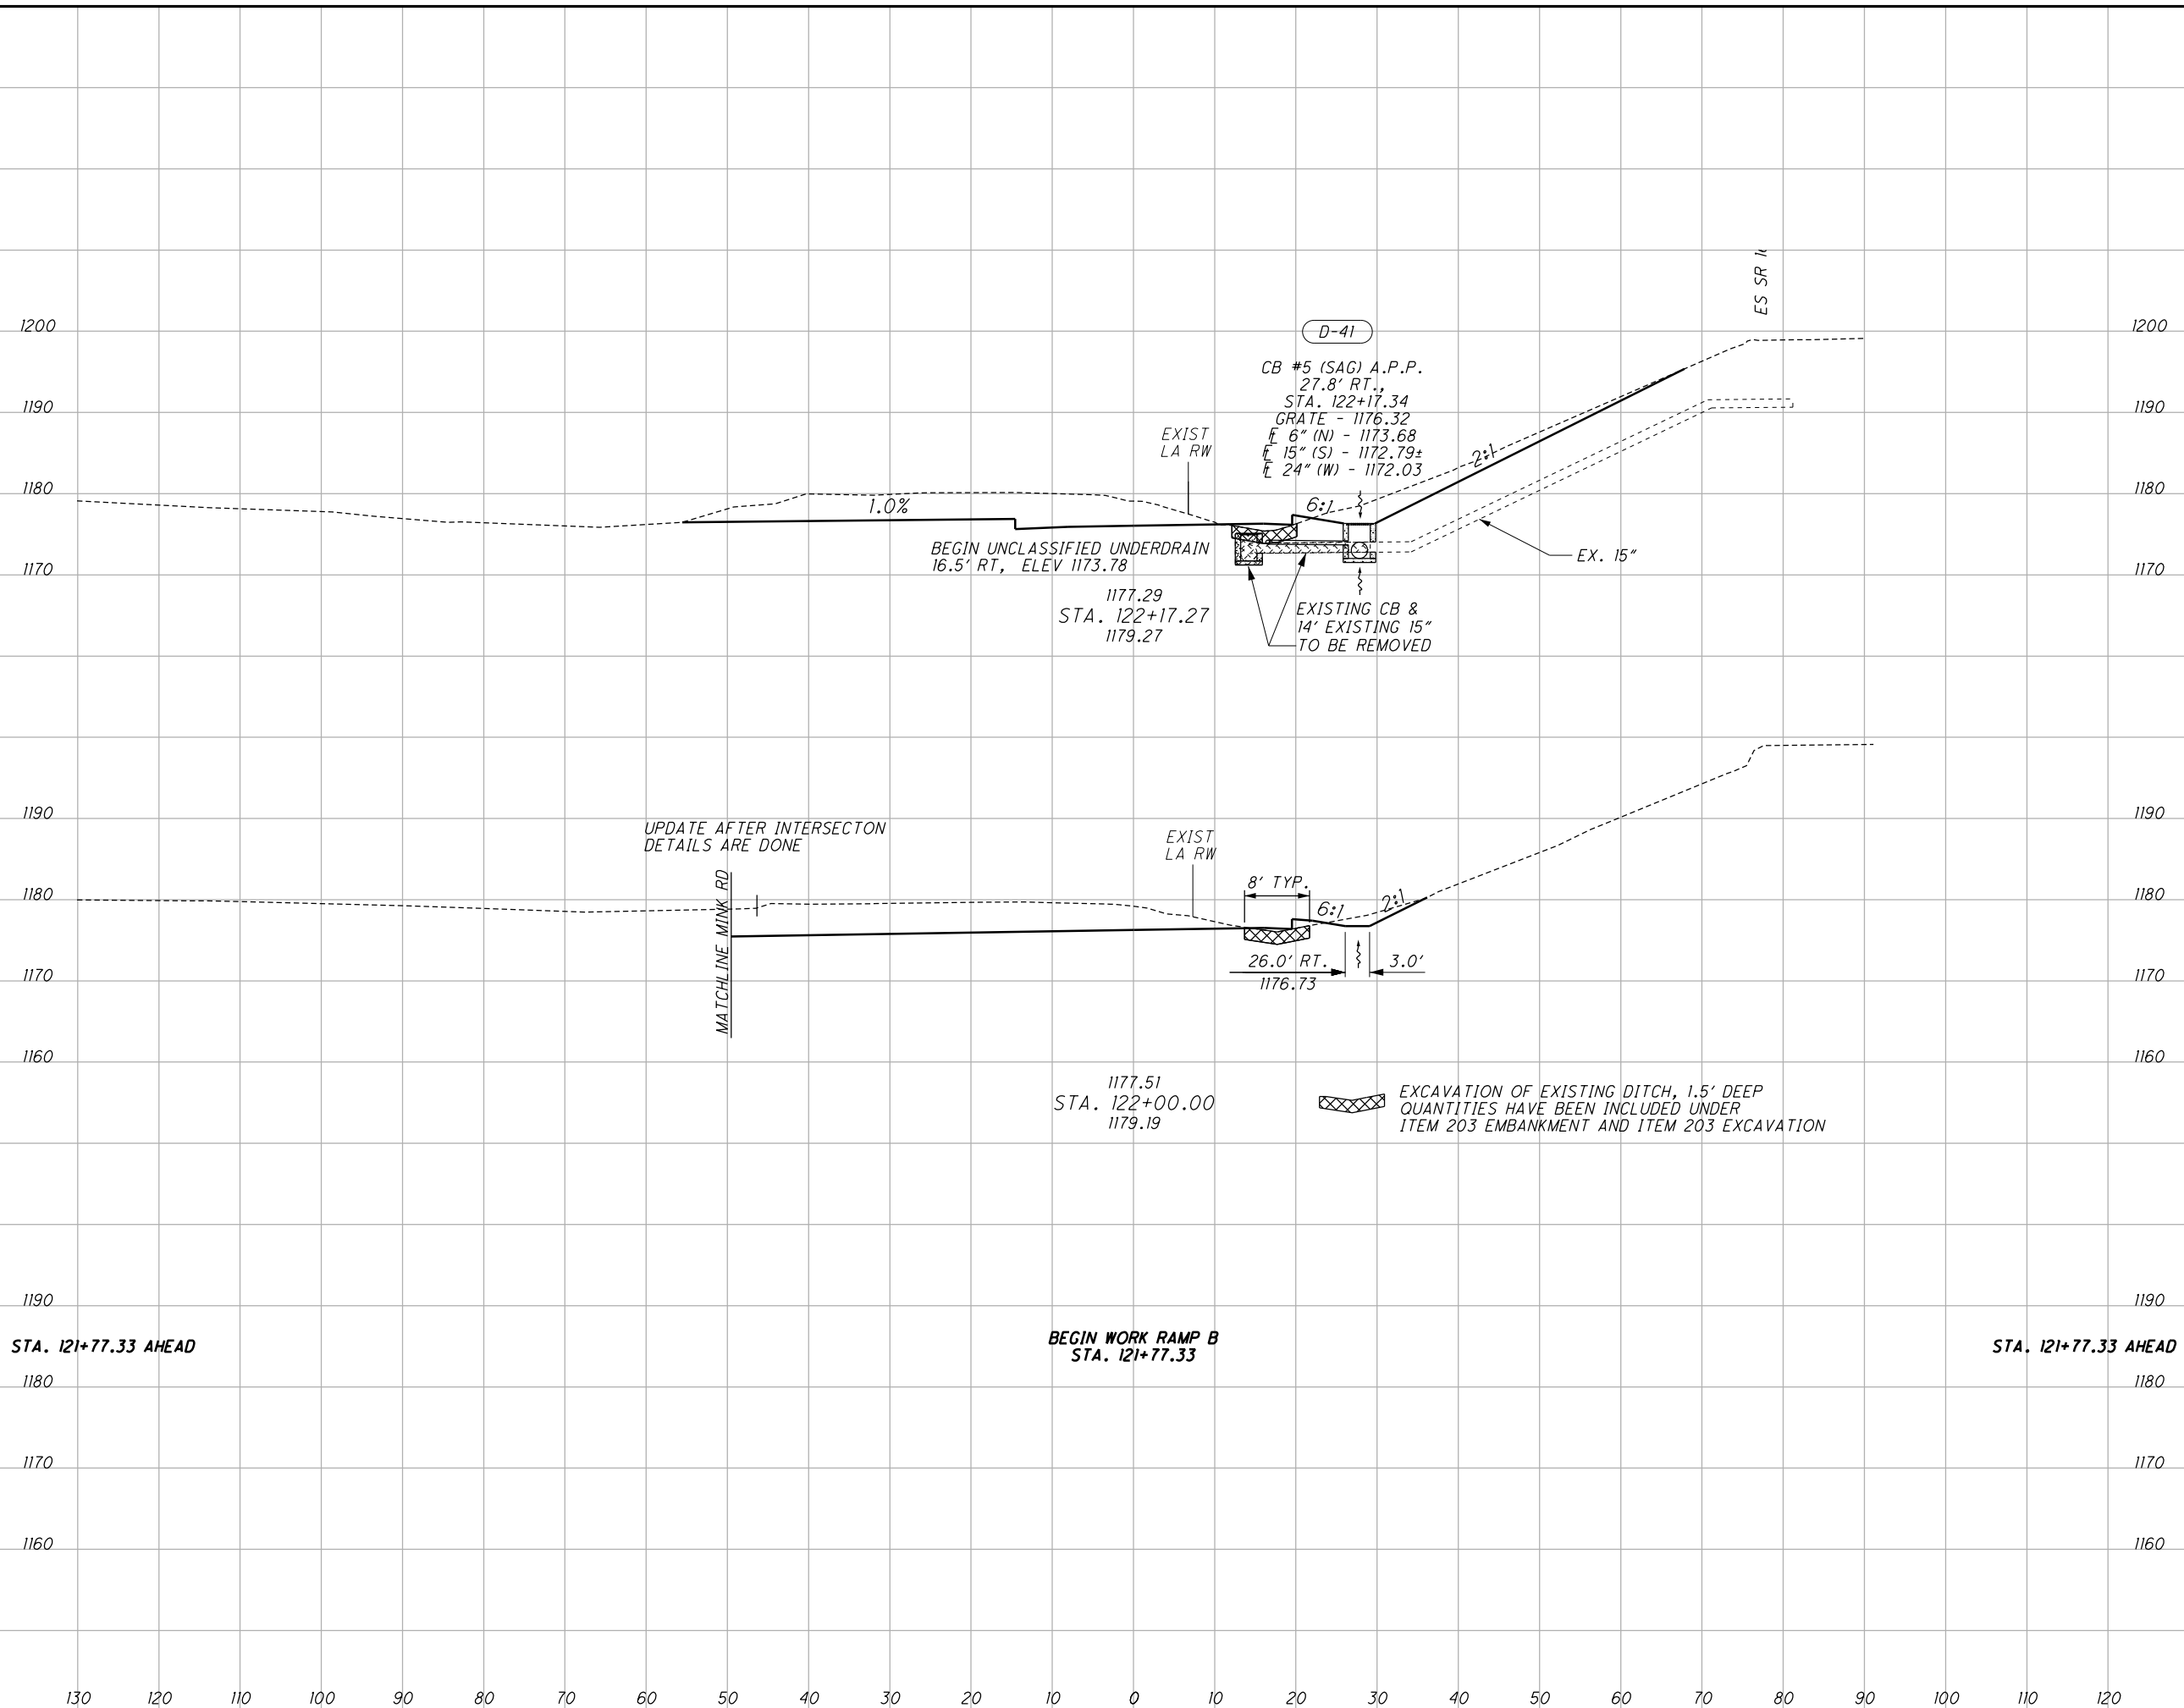 ES SR
1200
1200
D-41
CB #5 (SAG) A.P.P.
27.8' RT.,
STA. 122+17.34
GRATE - 1176.32
6" (N) - 1173.68
15" (S) - 1172.79±
24" (W) - 1172.03
1190
1190
EXIST
LA RW
2:1
1180
1180
1.0%
6:1
BEGIN UNCLASSIFIED UNDERDRAIN
16.5' RT, ELEV 1173.78
EX. 15"
1170
1170
1177.29
STA. 122+17.27
1179.27
EXISTING CB &
14' EXISTING 15"
TO BE REMOVED
1190
1190
UPDATE AFTER INTERSECTON
DETAILS ARE DONE
EXIST
LA RW
MATCHLINE MINK RD
1180
1180
8' TYP.
6:1
2:1
1170
1170
26.0' RT.
3.0'
1176.73
1160
1160
1177.51
STA. 122+00.00
1179.19
EXCAVATION OF EXISTING DITCH, 1.5' DEEP
QUANTITIES HAVE BEEN INCLUDED UNDER
ITEM 203 EMBANKMENT AND ITEM 203 EXCAVATION
1190
1190
STA. 121+77.33 AHEAD
BEGIN WORK RAMP B
STA. 121+77.33
STA. 121+77.33 AHEAD
1180
1180
1170
1170
1160
1160
130 120 110 100 90 80 70 60 50 40 30 20 10 0 10 20 30 40 50 60 70 80 90 100 110 120